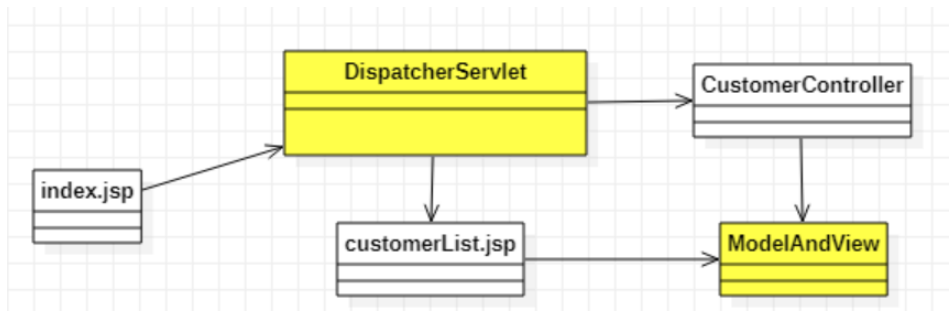 DispatcherServlet
CustomerController
index.jsp
customerList.jsp
ModelAndView